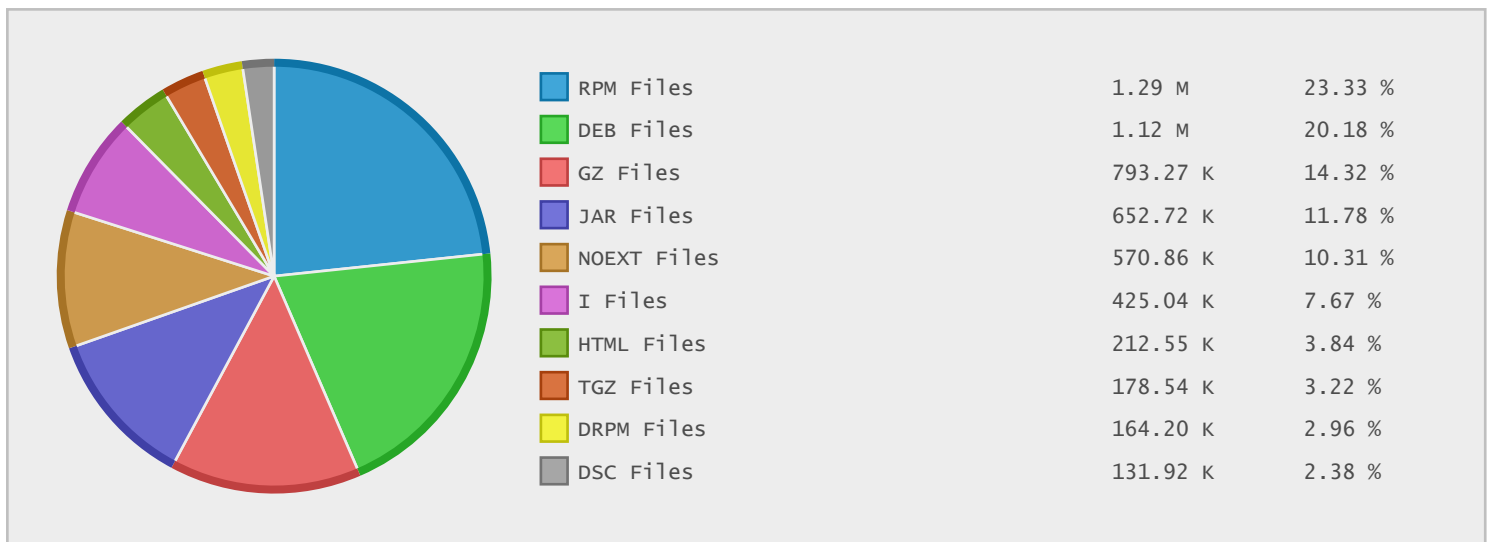 RPM Files 1.29 M 23.33 %
DEB Files 1.12 M 20.18 %
GZ Files 793.27 K 14.32 %
JAR Files 652.72 K 11.78 %
NOEXT Files 570.86 K 10.31 %
I Files 425.04 K 7.67 %
HTML Files 212.55 K 3.84 %
TGZ Files 178.54 K 3.22 %
DRPM Files 164.20 K 2.96 %
DSC Files 131.92 K 2.38 %